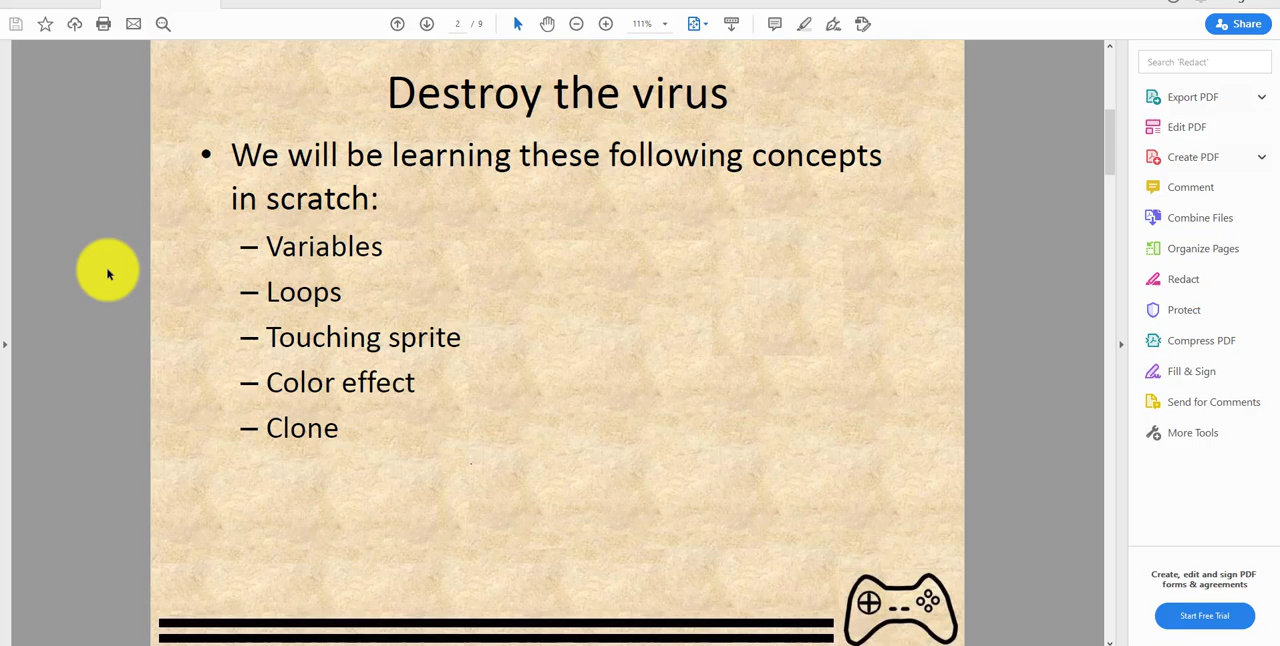 2 / 9
111%
Share
Destroy the virus
• We will be learning these following concepts
in scratch:
– Variables
– Loops
– Touching sprite
– Color effect
– Clone
Search 'Redact'
Export PDF
Edit PDF
Create PDF
Comment
Combine Files
Organize Pages
Redact
Protect
Compress PDF
Fill & Sign
Send for Comments
More Tools
Create, edit and sign PDF
forms & agreements
Start Free Trial